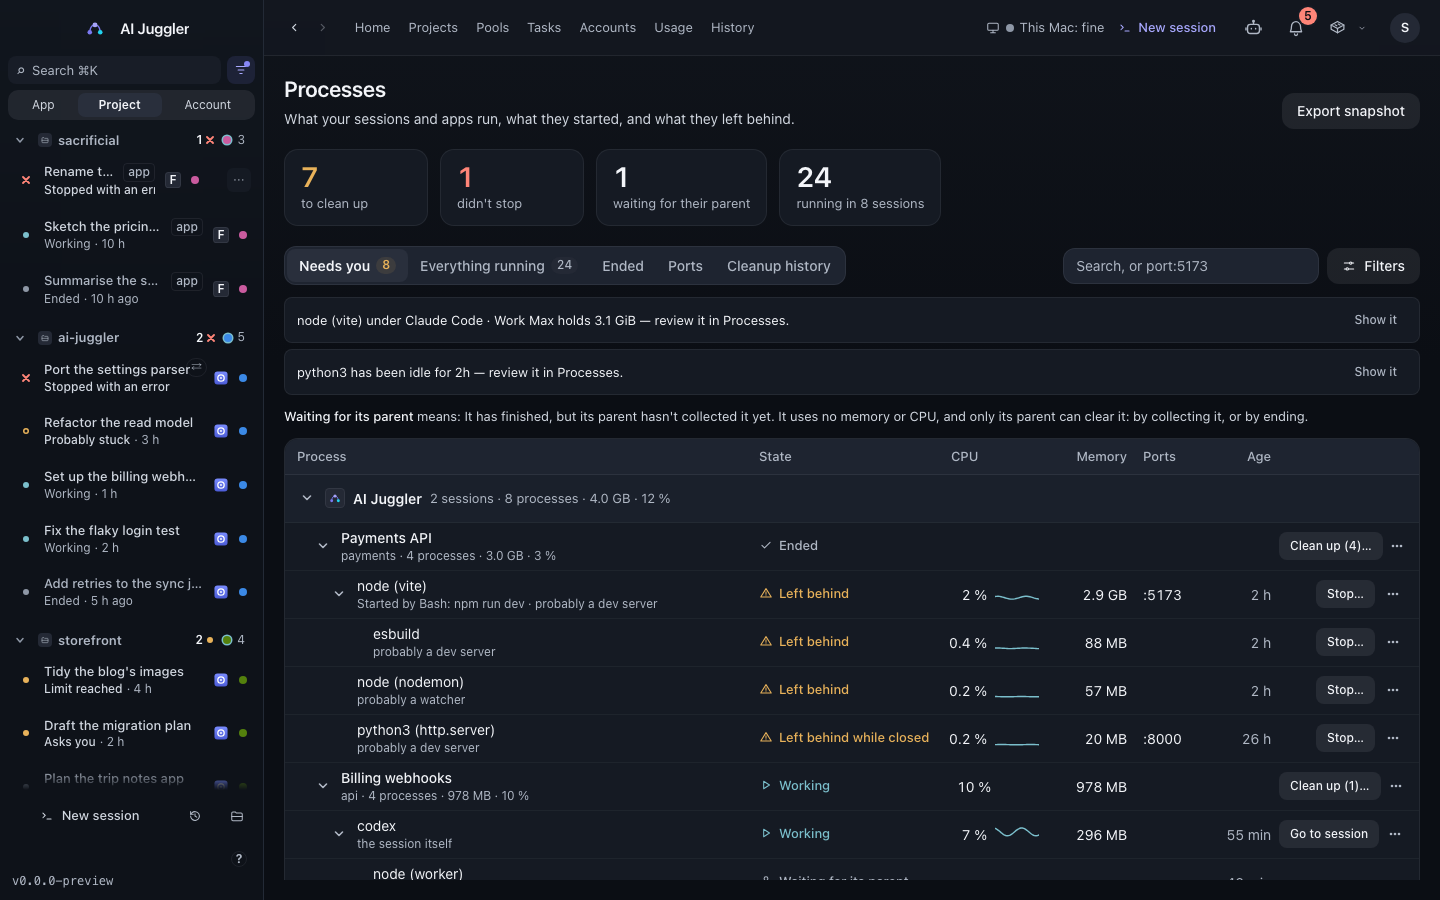 AI Juggler
Search ⌘K
App Project Account
sacrificial 1 3
Rename t... app F
Stopped with an err
Sketch the pricin... app F
Working · 10 h
Summarise the s... app F
Ended · 10 h ago
ai-juggler 2 5
Port the settings parser
Stopped with an error
Refactor the read model
Probably stuck · 3 h
Set up the billing webh...
Working · 1 h
Fix the flaky login test
Working · 2 h
Add retries to the sync j...
Ended · 5 h ago
storefront 2 4
Tidy the blog's images
Limit reached · 4 h
Draft the migration plan
Asks you · 2 h
Plan the trip notes app
New session
?
v0.0.0-preview
Home Projects Pools Tasks Accounts Usage History
This Mac: fine
New session
5
S
Processes
What your sessions and apps run, what they started, and what they left behind.
Export snapshot
7
to clean up
1
didn't stop
1
waiting for their parent
24
running in 8 sessions
Needs you 8 Everything running 24 Ended Ports Cleanup history
Search, or port:5173
Filters
node (vite) under Claude Code · Work Max holds 3.1 GiB — review it in Processes. Show it
python3 has been idle for 2h — review it in Processes. Show it
Waiting for its parent means: It has finished, but its parent hasn't collected it yet. It uses no memory or CPU, and only its parent can clear it: by collecting it, or by ending.
Process State CPU Memory Ports Age
AI Juggler 2 sessions · 8 processes · 4.0 GB · 12 %
Payments API
payments · 4 processes · 3.0 GB · 3 %
Ended Clean up (4)...
node (vite)
Started by Bash: npm run dev · probably a dev server
Left behind 2 % 2.9 GB :5173 2 h Stop...
esbuild
probably a dev server
Left behind 0.4 % 88 MB 2 h Stop...
node (nodemon)
probably a watcher
Left behind 0.2 % 57 MB 2 h Stop...
python3 (http.server)
probably a dev server
Left behind while closed 0.2 % 20 MB :8000 26 h Stop...
Billing webhooks
api · 4 processes · 978 MB · 10 %
Working 10 % 978 MB Clean up (1)...
codex
the session itself
Working 7 % 296 MB 55 min Go to session
node (worker)
Waiting for its parent